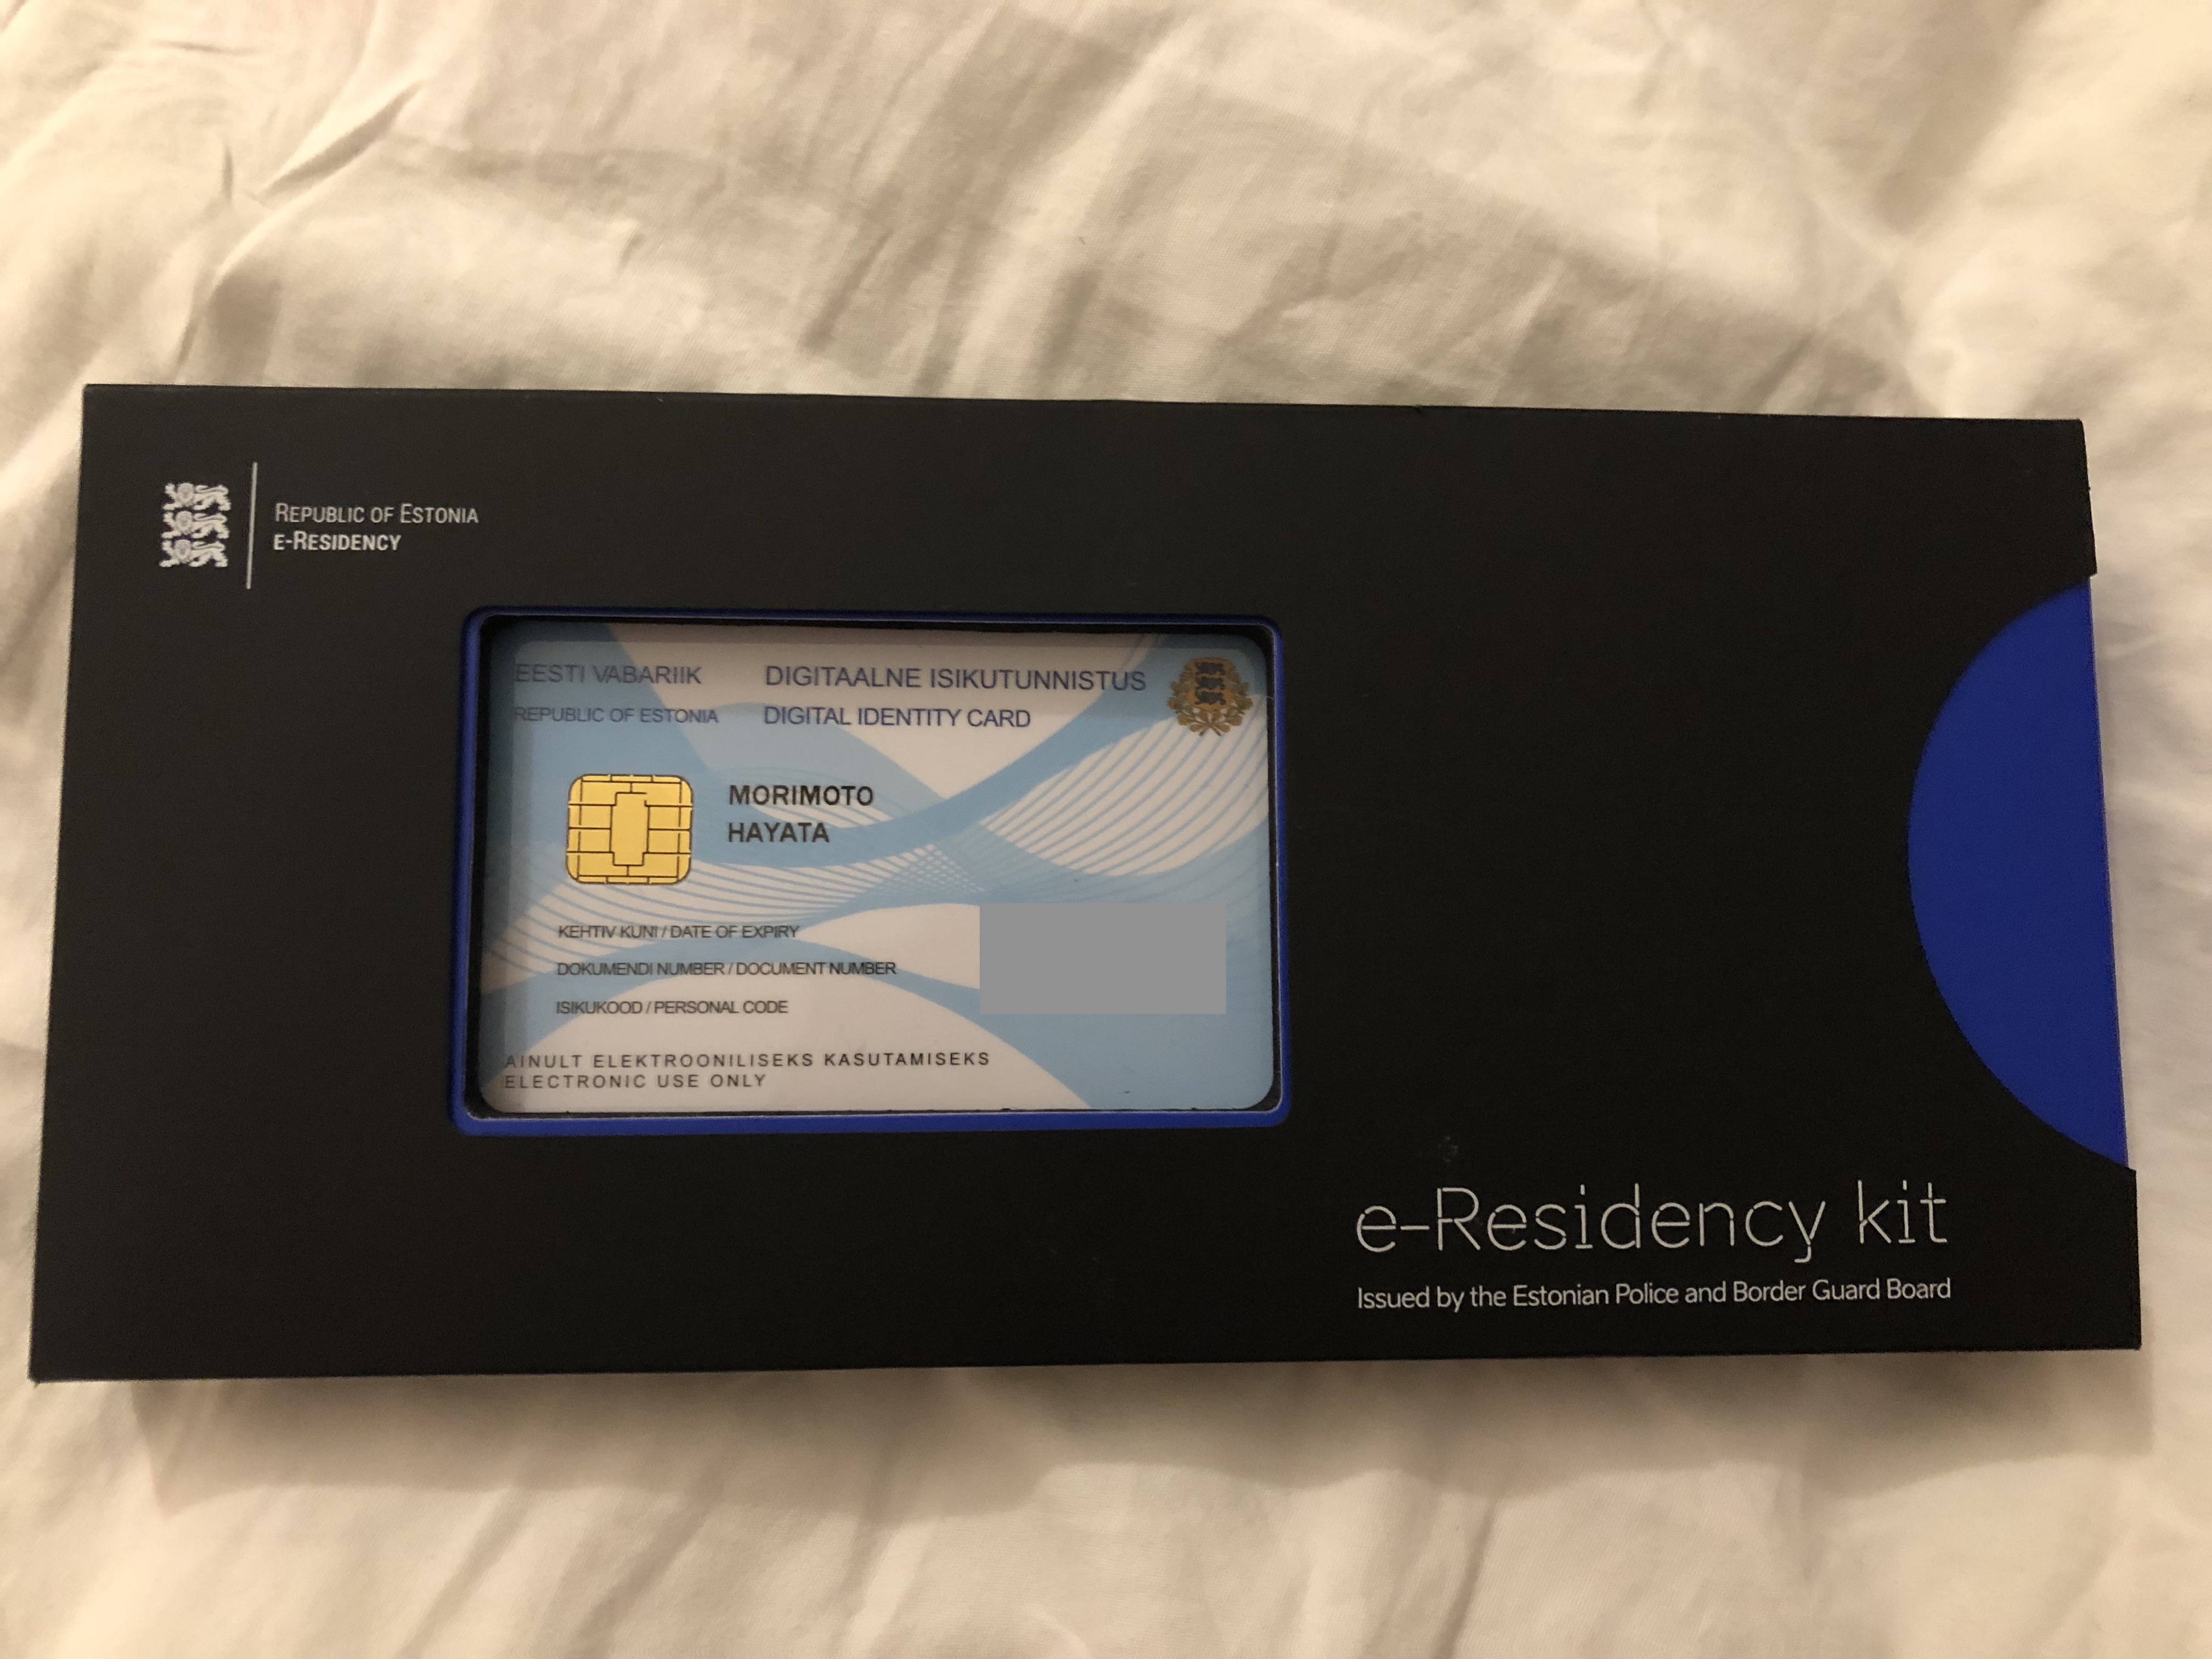 REPUBLIC OF ESTONIA
E-RESIDENCY
EESTI VABARIIK DIGITAALNE ISIKUTUNNISTUS
REPUBLIC OF ESTONIA DIGITAL IDENTITY CARD
MORIMOTO
HAYATA
KEHTIV KUNI / DATE OF EXPIRY
DOKUMENDI NUMBER / DOCUMENT NUMBER
ISIKUKOOD / PERSONAL CODE
AINULT ELEKTROONILISEKS KASUTAMISEKS
ELECTRONIC USE ONLY
e-Residency kit
Issued by the Estonian Police and Border Guard Board